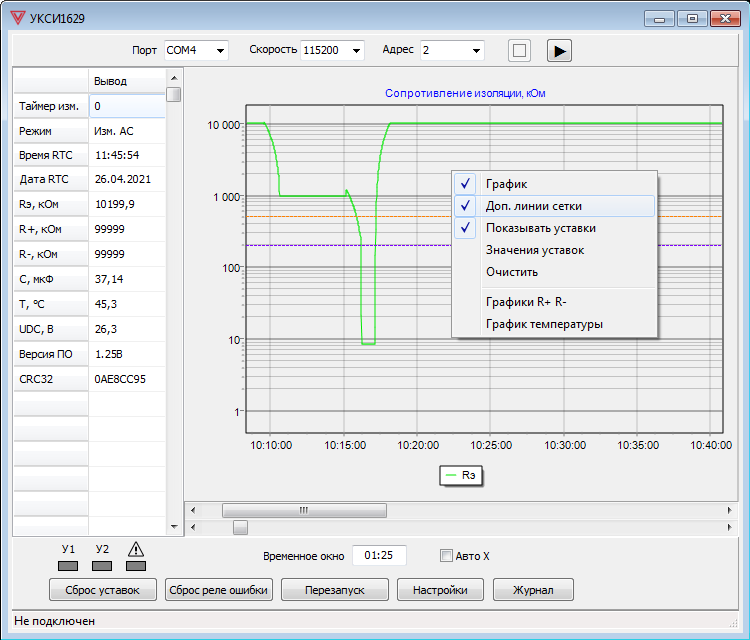 УКСИ1629
Порт COM4 Скорость 115200 Адрес 2
Вывод
Таймер изм. 0
Режим Изм. АС
Время RTC 11:45:54
Дата RTC 26.04.2021
Rэ, кОм 10199,9
R+, кОм 99999
R-, кОм 99999
С, мкФ 37,14
Т, °С 45,3
UDC, В 26,3
Версия ПО 1.25B
CRC32 0AE8CC95
Сопротивление изоляции, кОм
10 000
1 000
100
10
1
10:10:00 10:15:00 10:20:00 10:25:00 10:30:00 10:35:00 10:40:00
Rэ
График
Доп. линии сетки
Показывать уставки
Значения уставок
Очистить
Графики R+ R-
График температуры
У1 У2
Временное окно 01:25 Авто X
Сброс уставок Сброс реле ошибки Перезапуск Настройки Журнал
Не подключен